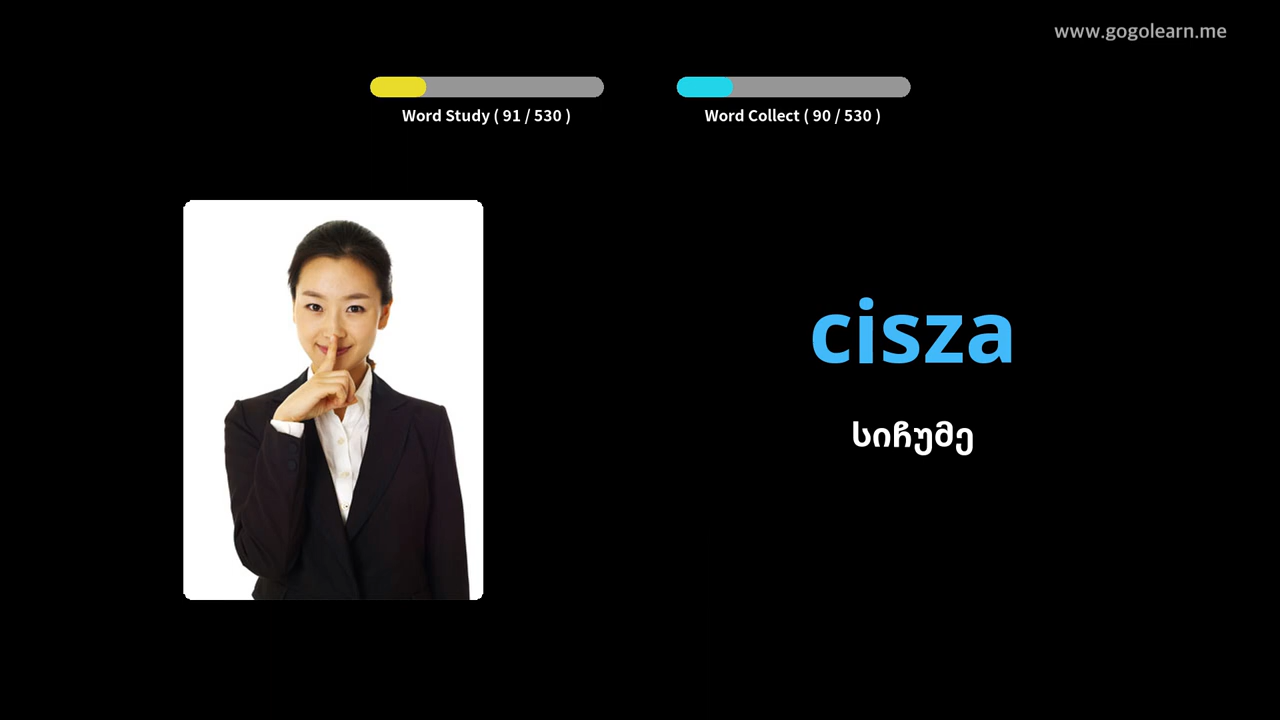 www.gogolearn.me
Word Study ( 91 / 530 )
Word Collect ( 90 / 530 )
cisza
სიჩუმე